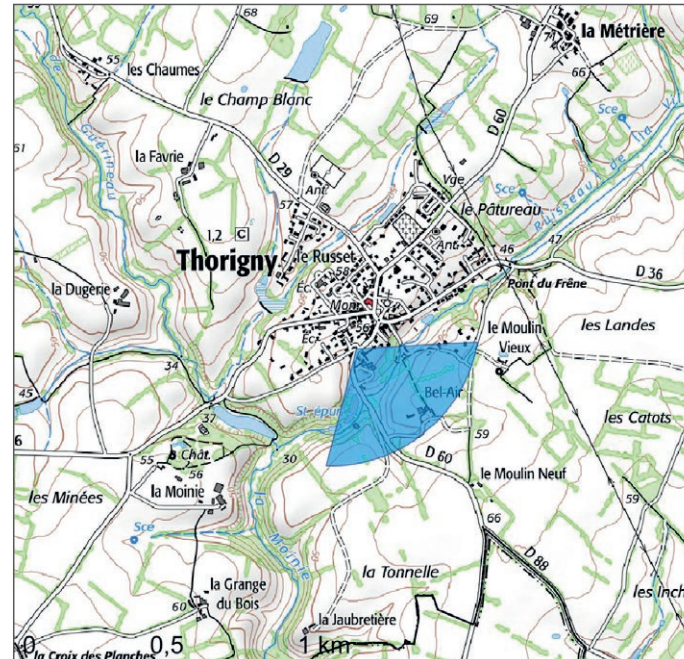 68
69
la Métrière
55
les Chaumes
66
le Champ Blanc
D 60
Sce
61
la Favrie
D 29
Vge
Guérineau
Ruisseau de la
Ant
Sce
57
le Pâtureau
1,2 C
le Russet
Ant
46
47
Thorigny
58
D 36
Pont du Frêne
la Dugerie
Mon
56
le Moulin
Vieux
les Landes
34
Bel-Air
45
37
St épur
les Catots
6
55
Chât.
56
30
59
D 60
les Minées
la Moinie
le Moulin Neuf
59
Sce
la Moinie
66
D 88
la Tonnelle
la Grange
du Bois
60
les Inch
la Jaubretière
0
0,5
1 km
la Croix des Planches